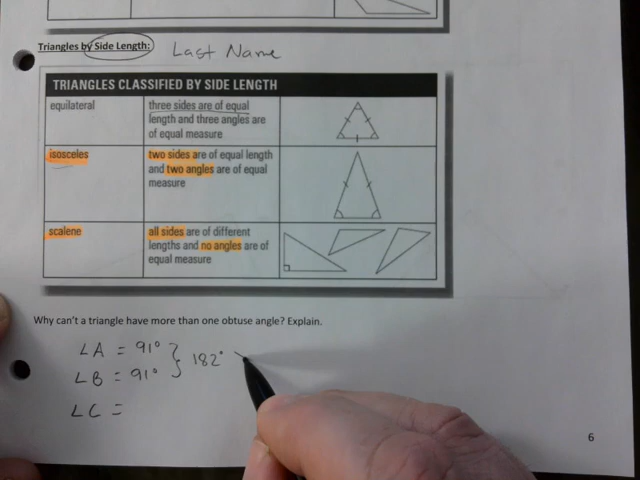 Triangles by Side Length: Last Name
TRIANGLES CLASSIFIED BY SIDE LENGTH
equilateral
three sides are of equal
length and three angles are
of equal measure
isosceles
two sides are of equal length
and two angles are of equal
measure
scalene
all sides are of different
lengths and no angles are of
equal measure
Why can't a triangle have more than one obtuse angle? Explain.
∠A = 91° } 182°
∠B = 91°
∠C =
6